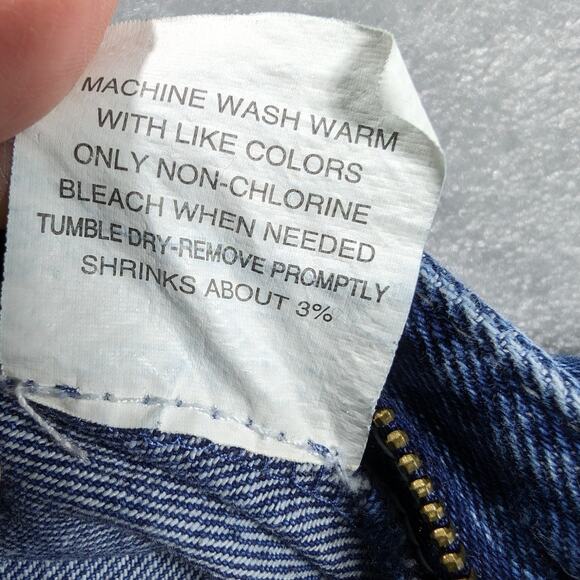 MACHINE WASH WARM
WITH LIKE COLORS
ONLY NON-CHLORINE
BLEACH WHEN NEEDED
TUMBLE DRY-REMOVE PROMPTLY
SHRINKS ABOUT 3%